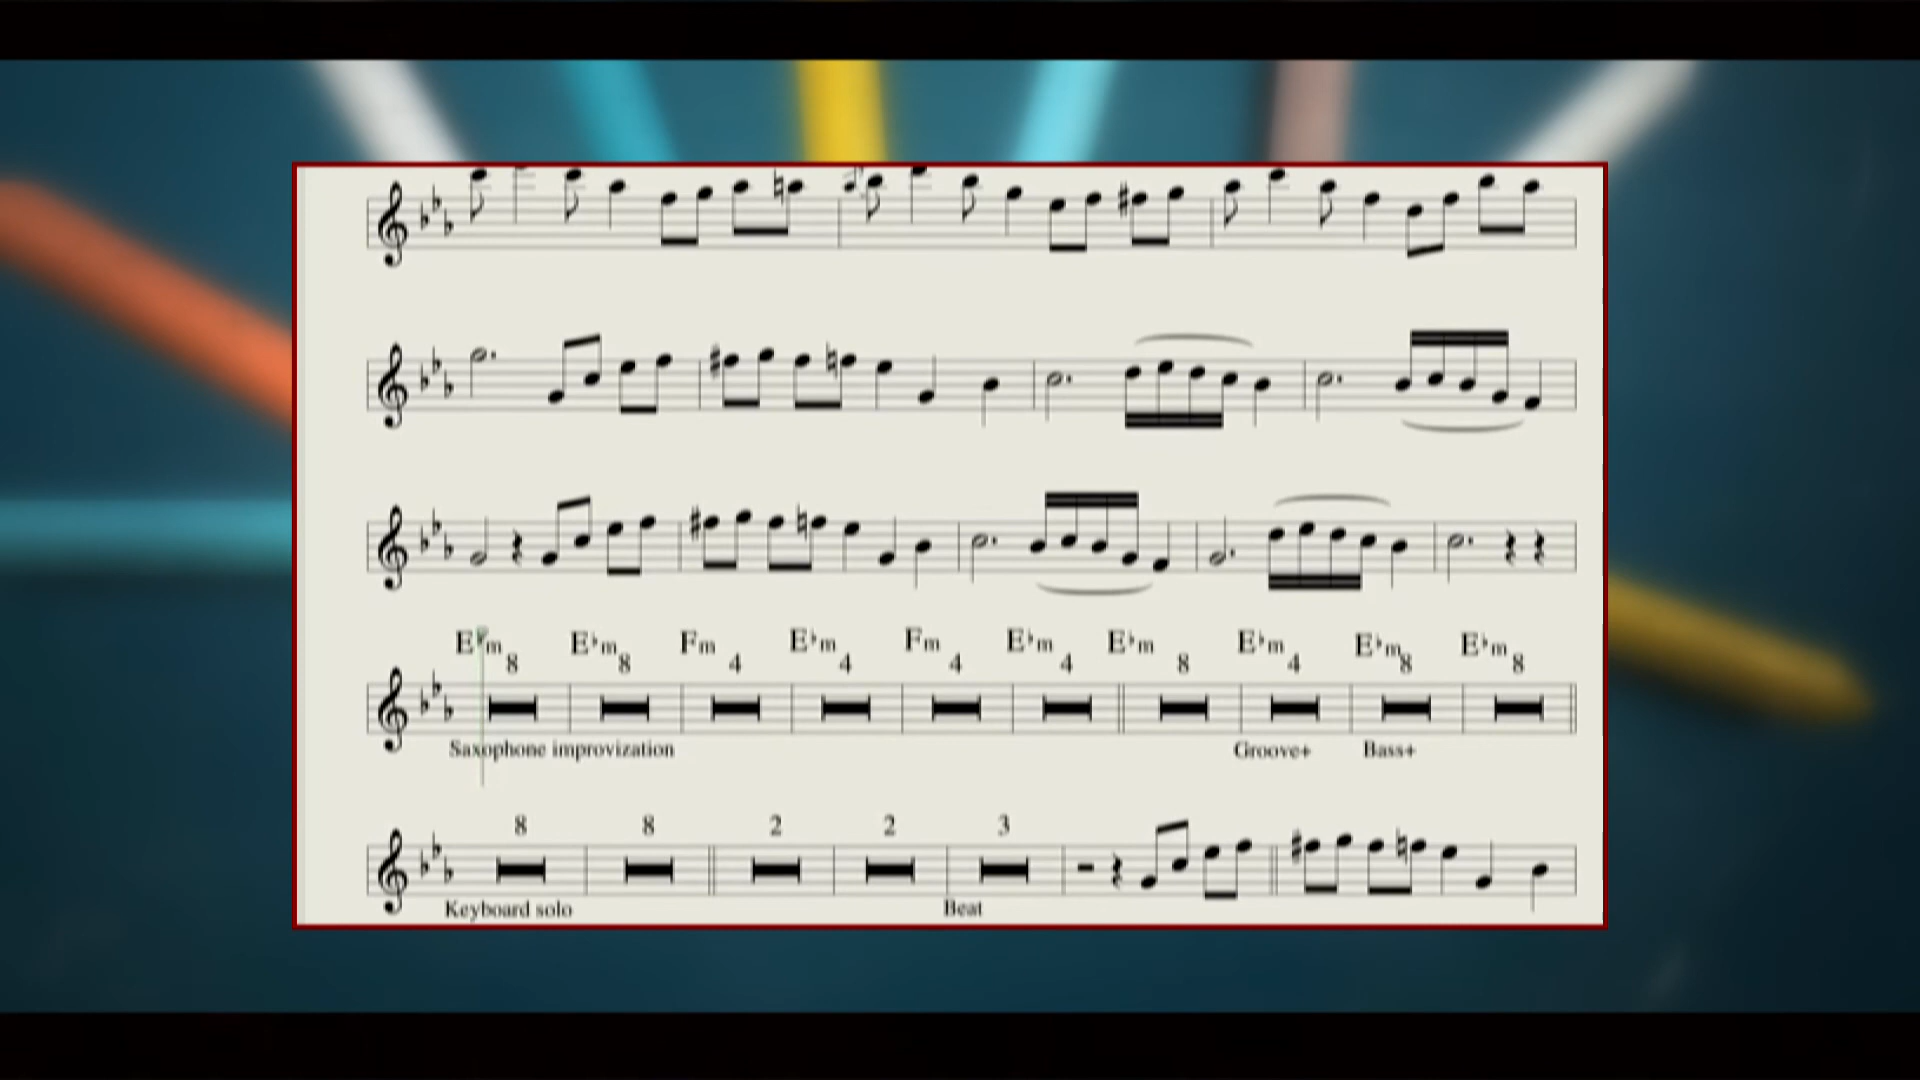 E♭m E♭m Fm E♭m Fm E♭m E♭m E♭m E♭m E♭m
8 8 4 4 4 4 8 4 8 8
Saxophone improvization Groove+ Bass+
8 8 2 2 3
Keyboard solo Beat